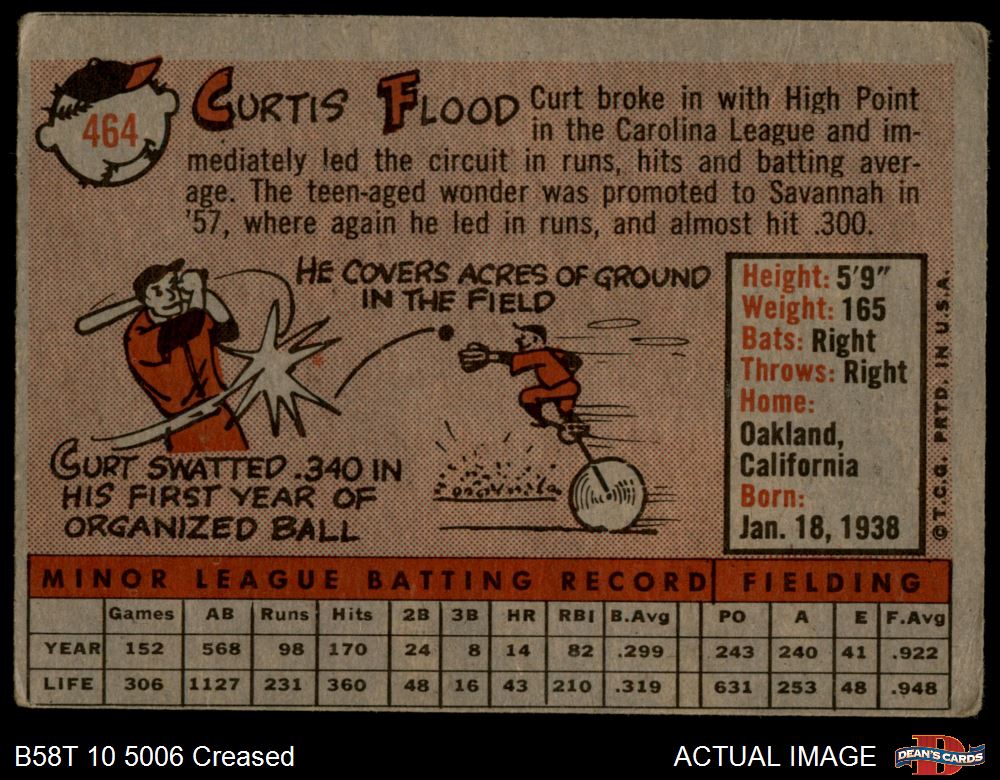 464
CURTIS FLOOD
Curt broke in with High Point
in the Carolina League and im-
mediately led the circuit in runs, hits and batting aver-
age. The teen-aged wonder was promoted to Savannah in
'57, where again he led in runs, and almost hit .300.
HE COVERS ACRES OF GROUND
IN THE FIELD
CURT SWATTED .340 IN
HIS FIRST YEAR OF
ORGANIZED BALL
Height: 5'9"
Weight: 165
Bats: Right
Throws: Right
Home:
Oakland,
California
Born:
Jan. 18, 1938
© T.C.G. PRTD. IN U.S.A.
MINOR LEAGUE BATTING RECORD FIELDING
Games AB Runs Hits 2B 3B HR RBI B.Avg PO A E F.Avg
YEAR 152 568 98 170 24 8 14 82 .299 243 240 41 .922
LIFE 306 1127 231 360 48 16 43 210 .319 631 253 48 .948
B58T 10 5006 Creased
ACTUAL IMAGE
D
DEAN'S CARDS